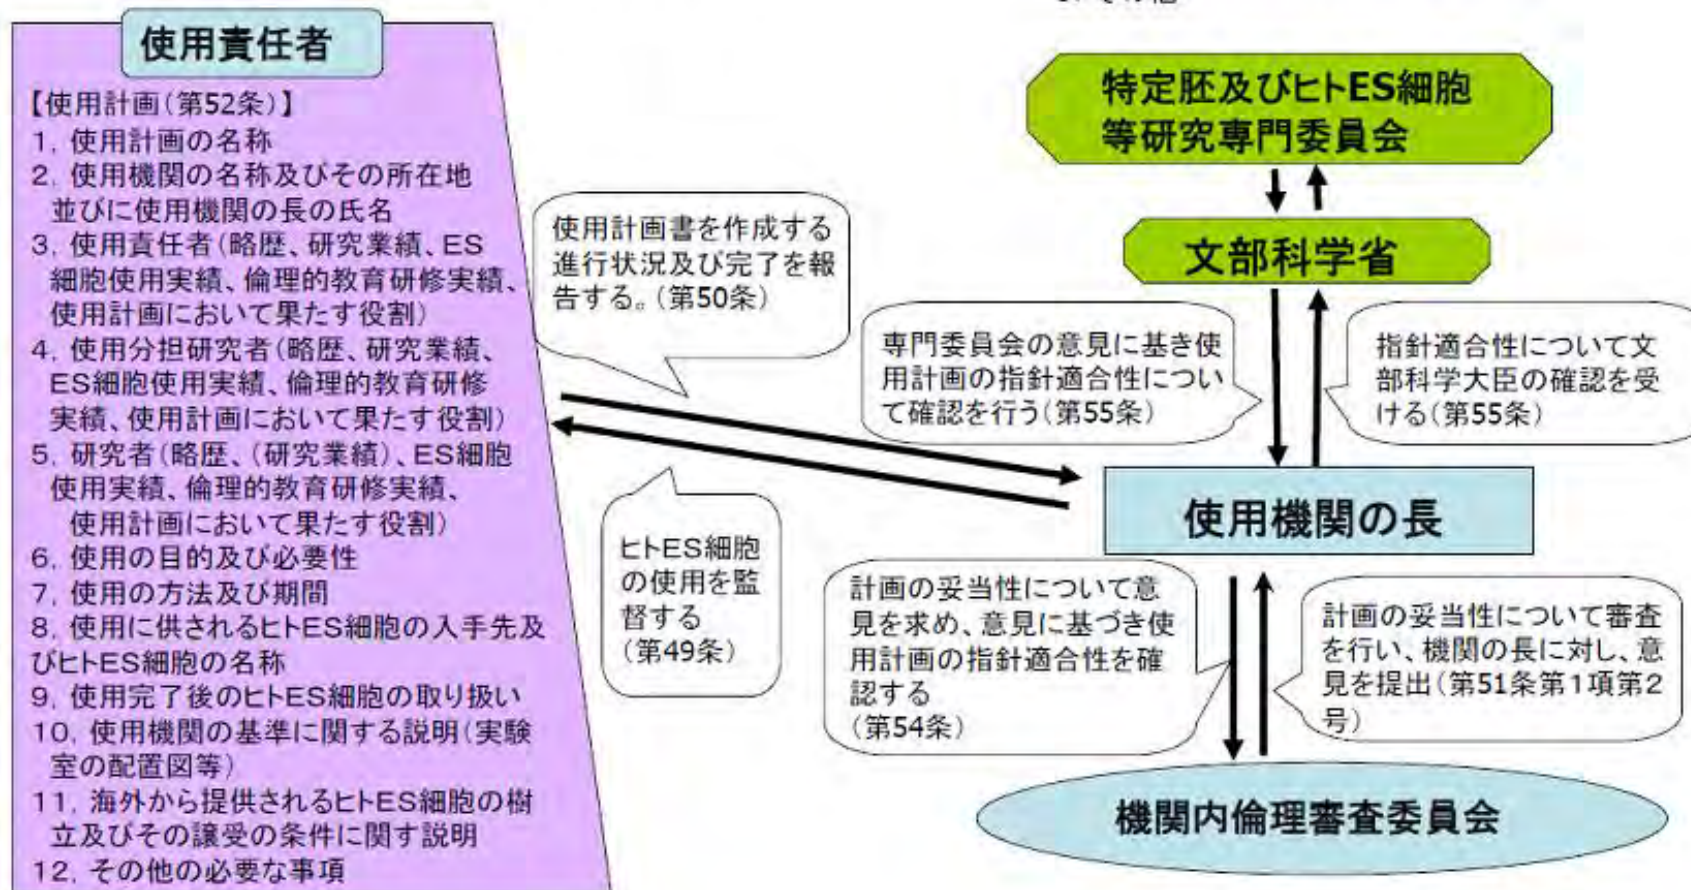 使用責任者
【使用計画(第52条)】
1. 使用計画の名称
2. 使用機関の名称及びその所在地
並びに使用機関の長の氏名
3. 使用責任者(略歴、研究業績、ES
細胞使用実績、倫理的教育研修実績、
使用計画において果たす役割)
4. 使用分担研究者(略歴、研究業績、
ES細胞使用実績、倫理的教育研修
実績、使用計画において果たす役割)
5. 研究者(略歴、(研究業績)、ES細胞
使用実績、倫理的教育研修実績、
使用計画において果たす役割)
6. 使用の目的及び必要性
7. 使用の方法及び期間
8. 使用に供されるヒトES細胞の入手先及
びヒトES細胞の名称
9. 使用完了後のヒトES細胞の取り扱い
10. 使用機関の基準に関する説明(実験
室の配置図等)
11. 海外から提供されるヒトES細胞の樹
立及びその譲受の条件に関す説明
12. その他の必要な事項
使用計画書を作成する
進行状況及び完了を報
告する。(第50条)
ヒトES細胞
の使用を監
督する
(第49条)
特定胚及びヒトES細胞
等研究専門委員会
文部科学省
専門委員会の意見に基き使
用計画の指針適合性につい
て確認を行う(第55条)
指針適合性について文
部科学大臣の確認を受
ける(第55条)
使用機関の長
計画の妥当性について意
見を求め、意見に基づき使
用計画の指針適合性を確
認する
(第54条)
計画の妥当性について審査
を行い、機関の長に対し、意
見を提出(第51条第1項第2
号)
機関内倫理審査委員会